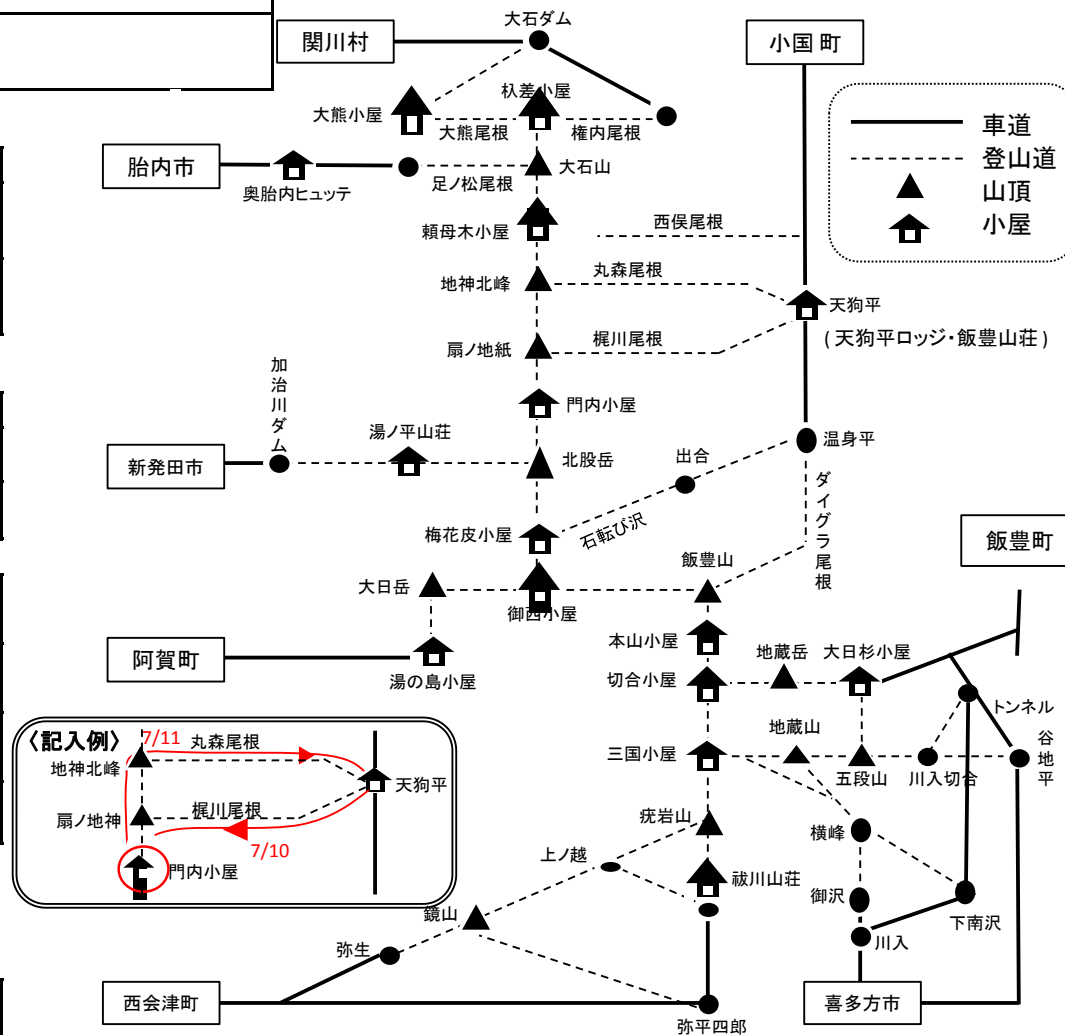 大石ダム
関川村
小国町
杁差小屋
大熊小屋
大熊尾根
権内尾根
車道
登山道
山頂
小屋
胎内市
奥胎内ヒュッテ
足ノ松尾根
大石山
頼母木小屋
西俣尾根
地神北峰
丸森尾根
天狗平
(天狗平ロッジ・飯豊山荘)
扇ノ地紙
梶川尾根
加治川ダム
門内小屋
湯ノ平山荘
北股岳
新発田市
出合
温身平
ダイグラ尾根
梅花皮小屋
石転び沢
飯豊町
飯豊山
大日岳
御西小屋
本山小屋
阿賀町
湯の島小屋
地蔵岳
大日杉小屋
切合小屋
トンネル
地蔵山
三国小屋
谷地平
五段山
川入切合
〈記入例〉
7/11
丸森尾根
地神北峰
天狗平
扇ノ地神
梶川尾根
7/10
門内小屋
疣岩山
上ノ越
横峰
祓川山荘
御沢
下南沢
鏡山
弥生
川入
西会津町
弥平四郎
喜多方市